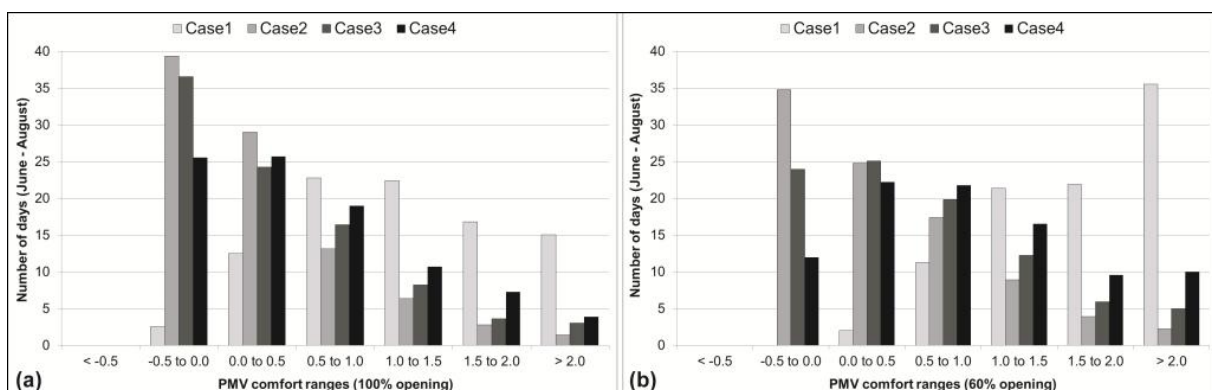 Case1 Case2 Case3 Case4
Number of days (June - August)
40
35
30
25
20
15
10
5
0
< -0.5 -0.5 to 0.0 0.0 to 0.5 0.5 to 1.0 1.0 to 1.5 1.5 to 2.0 > 2.0
(a) PMV comfort ranges (100% opening)
Case1 Case2 Case3 Case4
Number of days (June - August)
40
35
30
25
20
15
10
5
0
< -0.5 -0.5 to 0.0 0.0 to 0.5 0.5 to 1.0 1.0 to 1.5 1.5 to 2.0 > 2.0
(b) PMV comfort ranges (60% opening)